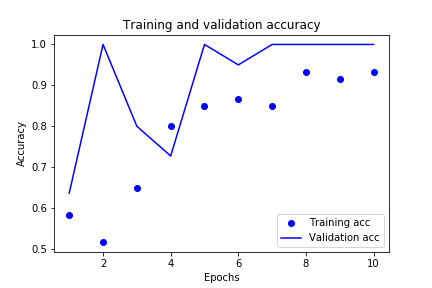 Training and validation accuracy
1.0
0.9
0.8
0.7
0.6
0.5
Accuracy
Training acc
Validation acc
2 4 6 8 10
Epochs